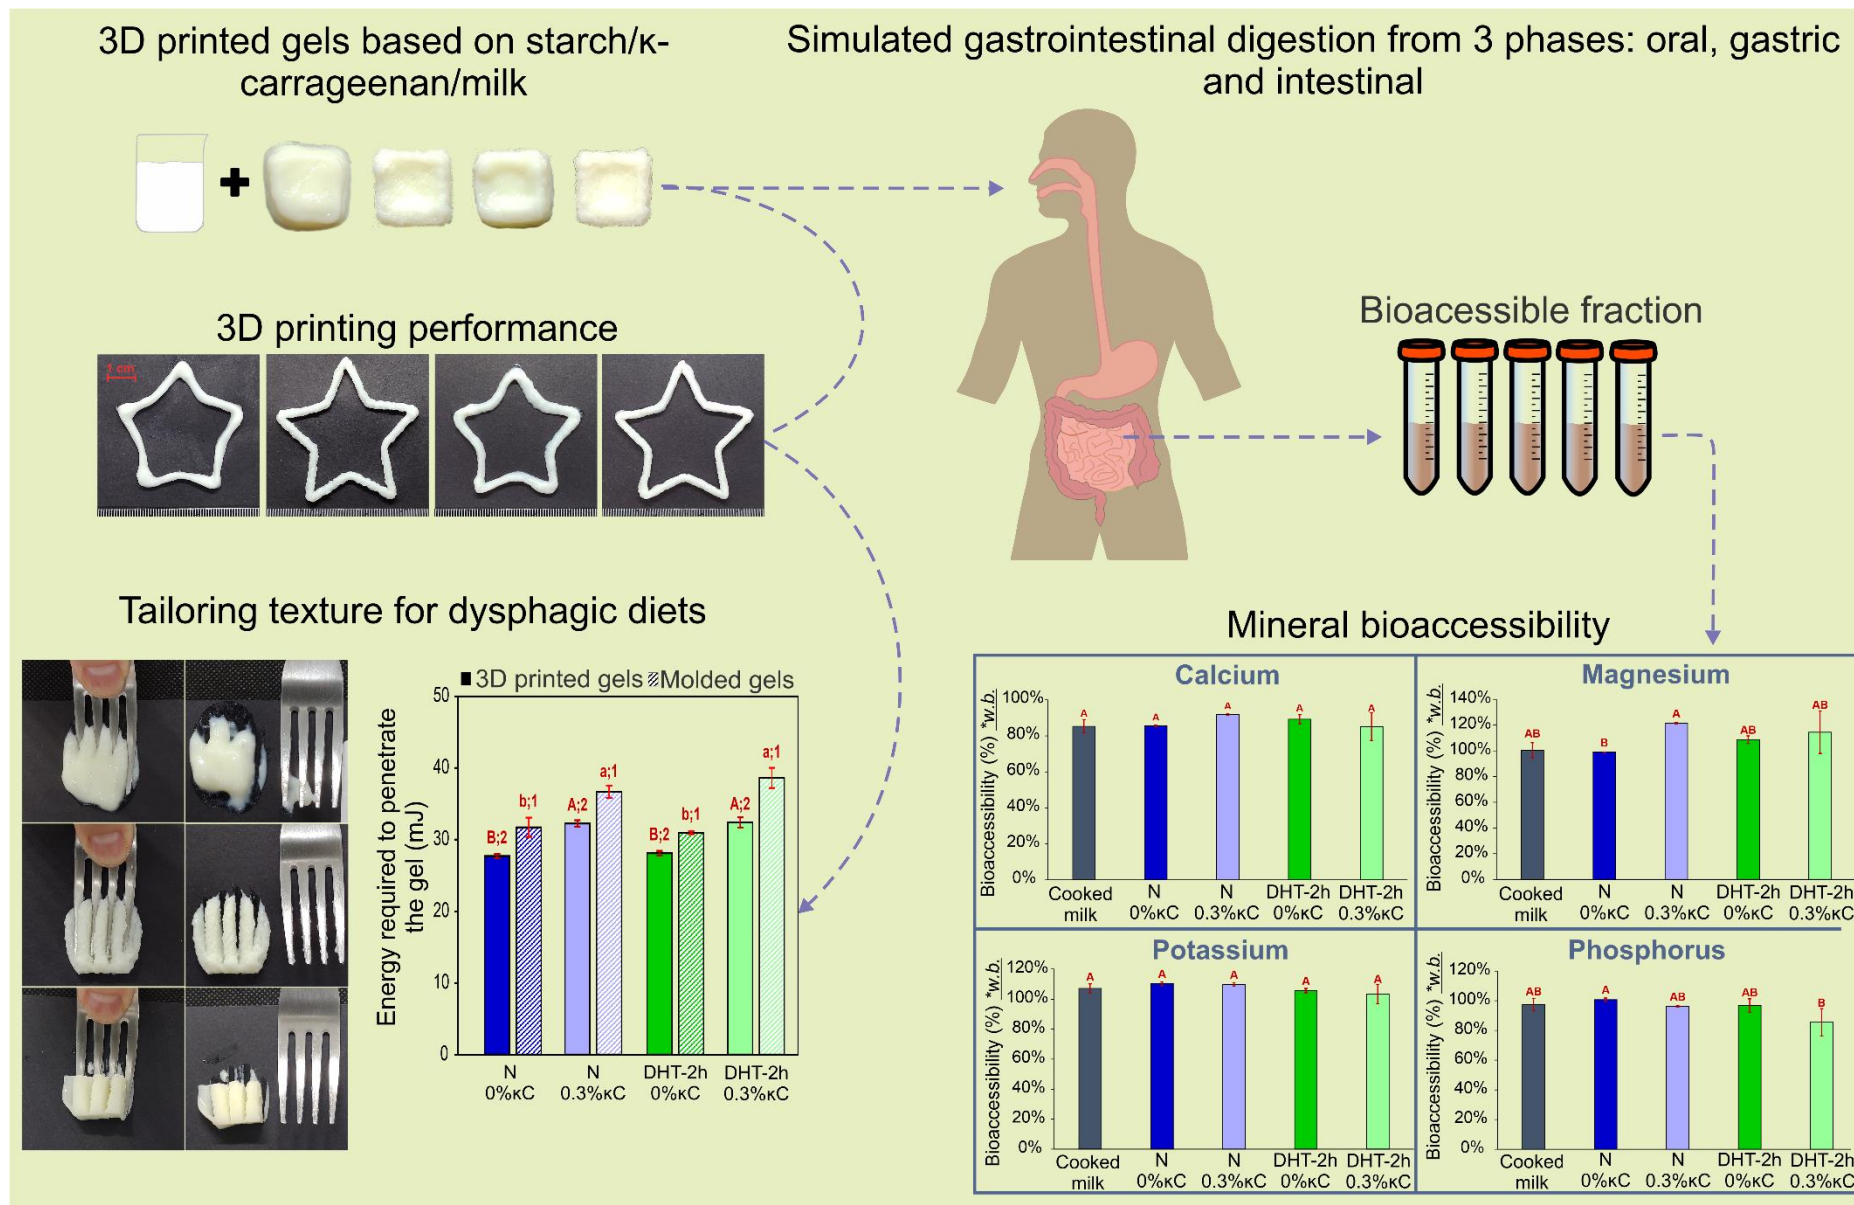 3D printed gels based on starch/κ-
carrageenan/milk
Simulated gastrointestinal digestion from 3 phases: oral, gastric
and intestinal
3D printing performance
1 cm
Bioacessible fraction
Tailoring texture for dysphagic diets
3D printed gels
Molded gels
Energy required to penetrate
the gel (mJ)
50
40
30
20
10
0
B;2
b;1
A;2
a;1
B;2
b;1
A;2
a;1
N
0%κC
N
0.3%κC
DHT-2h
0%κC
DHT-2h
0.3%κC
Mineral bioaccessibility
Calcium
Bioaccessibility (%) *w.b.
100%
80%
60%
40%
20%
0%
A
A
A
A
A
Cooked
milk
N
0%κC
N
0.3%κC
DHT-2h
0%κC
DHT-2h
0.3%κC
Magnesium
Bioaccessibility (%) *w.b.
140%
120%
100%
80%
60%
40%
20%
0%
AB
B
A
AB
AB
Cooked
milk
N
0%κC
N
0.3%κC
DHT-2h
0%κC
DHT-2h
0.3%κC
Potassium
Bioaccessibility (%) *w.b.
120%
100%
80%
60%
40%
20%
0%
A
A
A
A
A
Cooked
milk
N
0%κC
N
0.3%κC
DHT-2h
0%κC
DHT-2h
0.3%κC
Phosphorus
Bioaccessibility (%) *w.b.
120%
100%
80%
60%
40%
20%
0%
AB
A
AB
AB
B
Cooked
milk
N
0%κC
N
0.3%κC
DHT-2h
0%κC
DHT-2h
0.3%κC